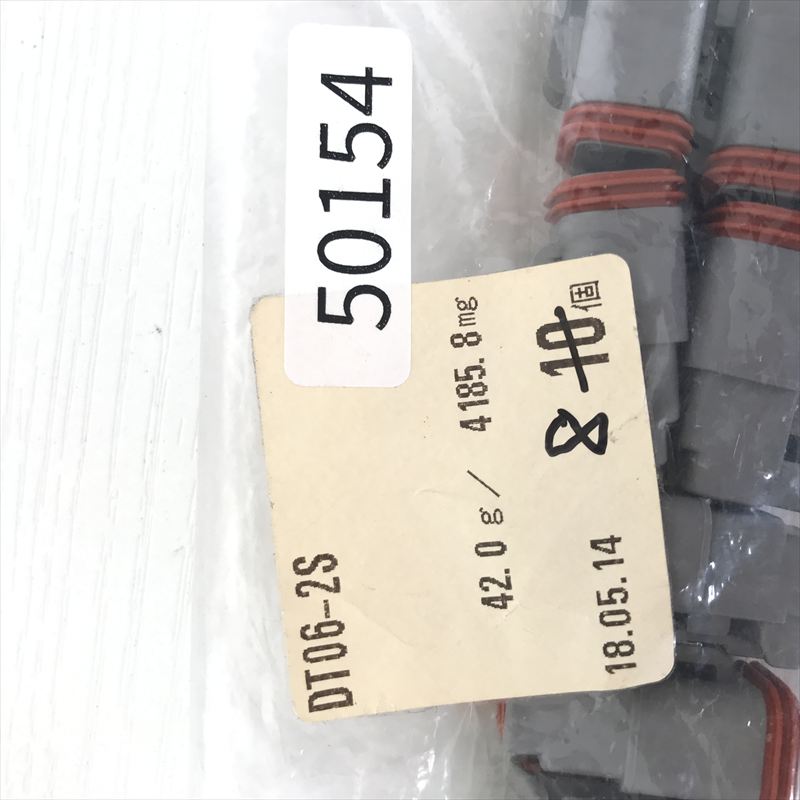 50154
DT06-2S
42.0g/ 4185.8mg
8 10個
18.05.14